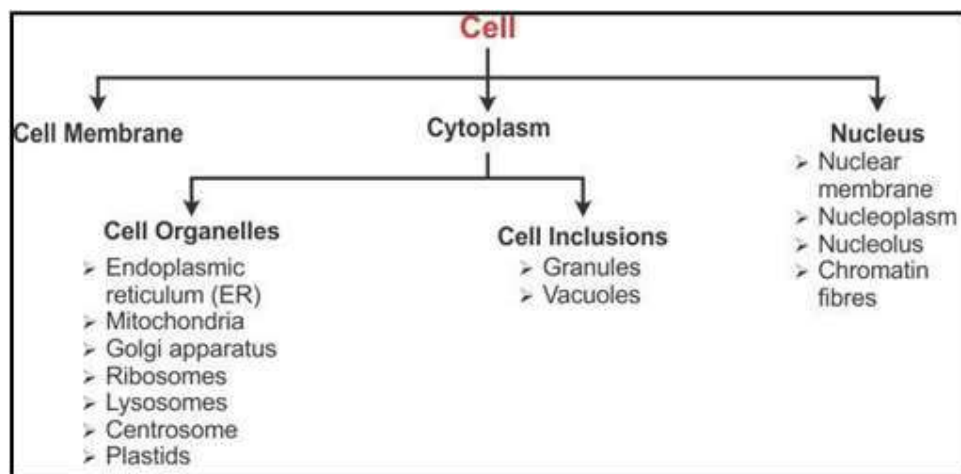 Cell
Cell Membrane
Cytoplasm
Nucleus
➢ Nuclear
membrane
➢ Nucleoplasm
➢ Nucleolus
➢ Chromatin
fibres
Cell Organelles
➢ Endoplasmic
reticulum (ER)
➢ Mitochondria
➢ Golgi apparatus
➢ Ribosomes
➢ Lysosomes
➢ Centrosome
➢ Plastids
Cell Inclusions
➢ Granules
➢ Vacuoles